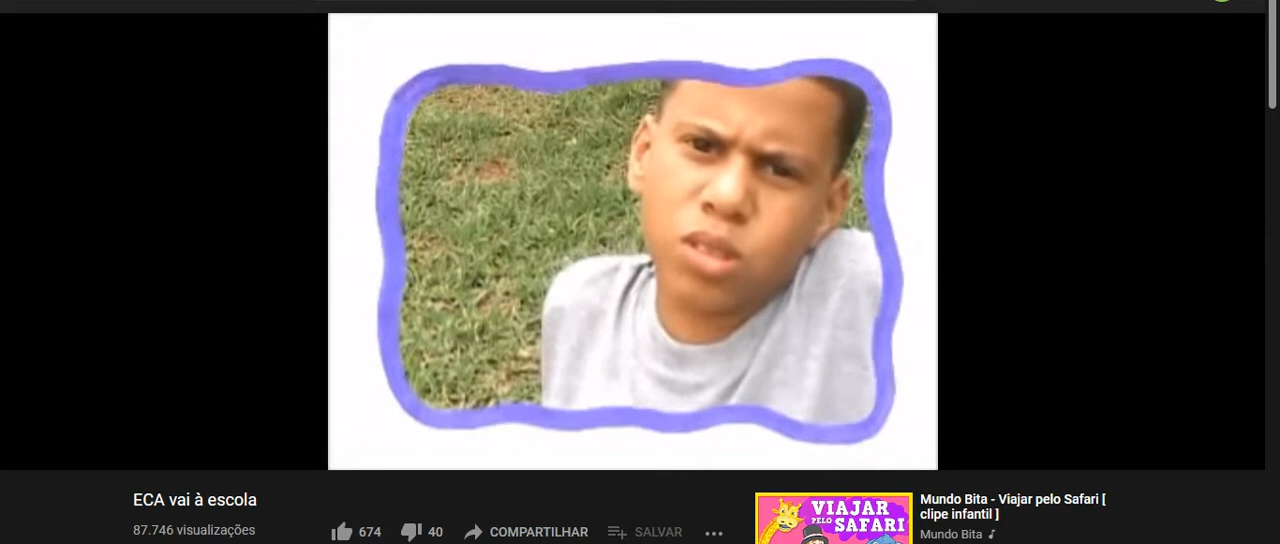 ECA vai à escola
87.746 visualizações
674
40
COMPARTILHAR
SALVAR
VIAJAR
PELO SAFARI
Mundo Bita - Viajar pelo Safari [
clipe infantil ]
Mundo Bita